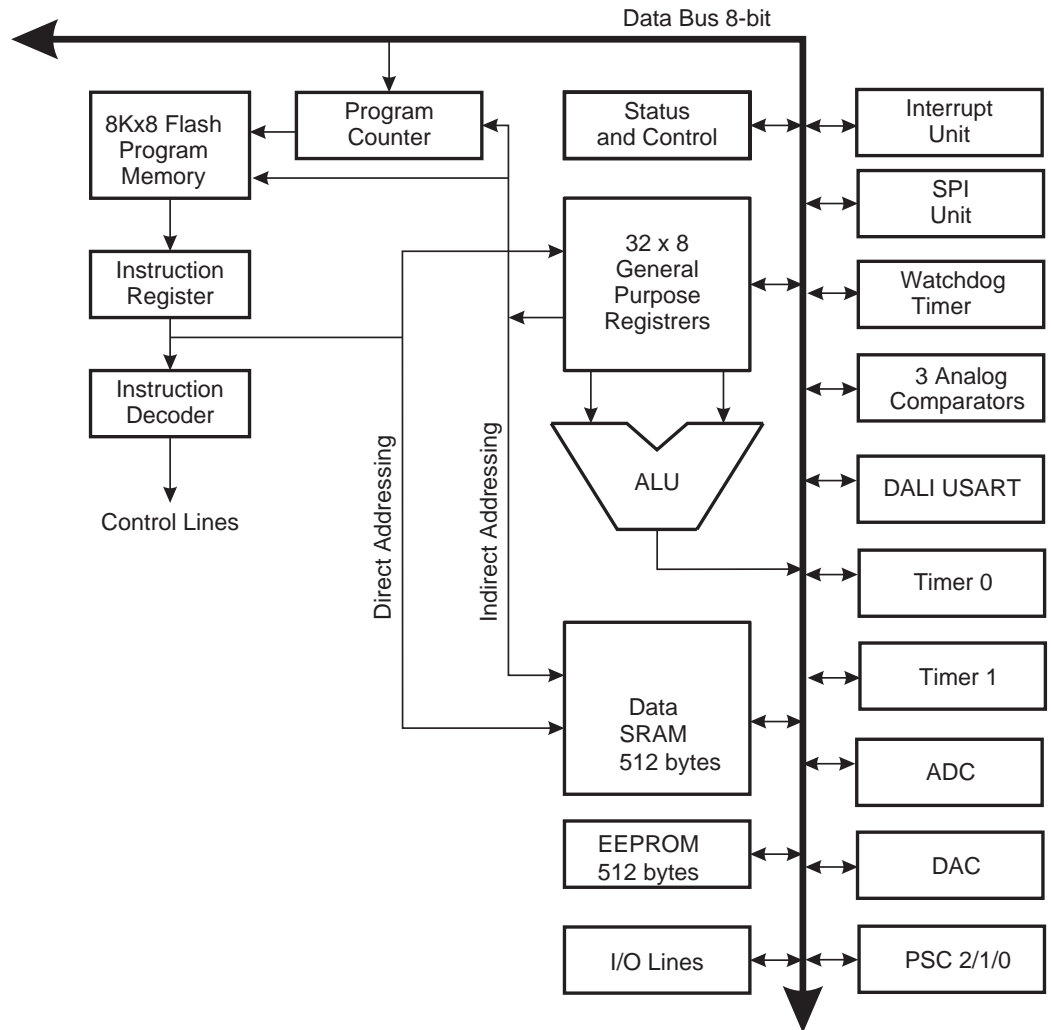 Data Bus 8-bit
8Kx8 Flash
Program
Memory
Program
Counter
Status
and Control
Interrupt
Unit
SPI
Unit
Instruction
Register
32 x 8
General
Purpose
Registrers
Watchdog
Timer
Instruction
Decoder
3 Analog
Comparators
Control Lines
Direct Addressing
Indirect Addressing
ALU
DALI USART
Timer 0
Timer 1
Data
SRAM
512 bytes
ADC
EEPROM
512 bytes
DAC
I/O Lines
PSC 2/1/0